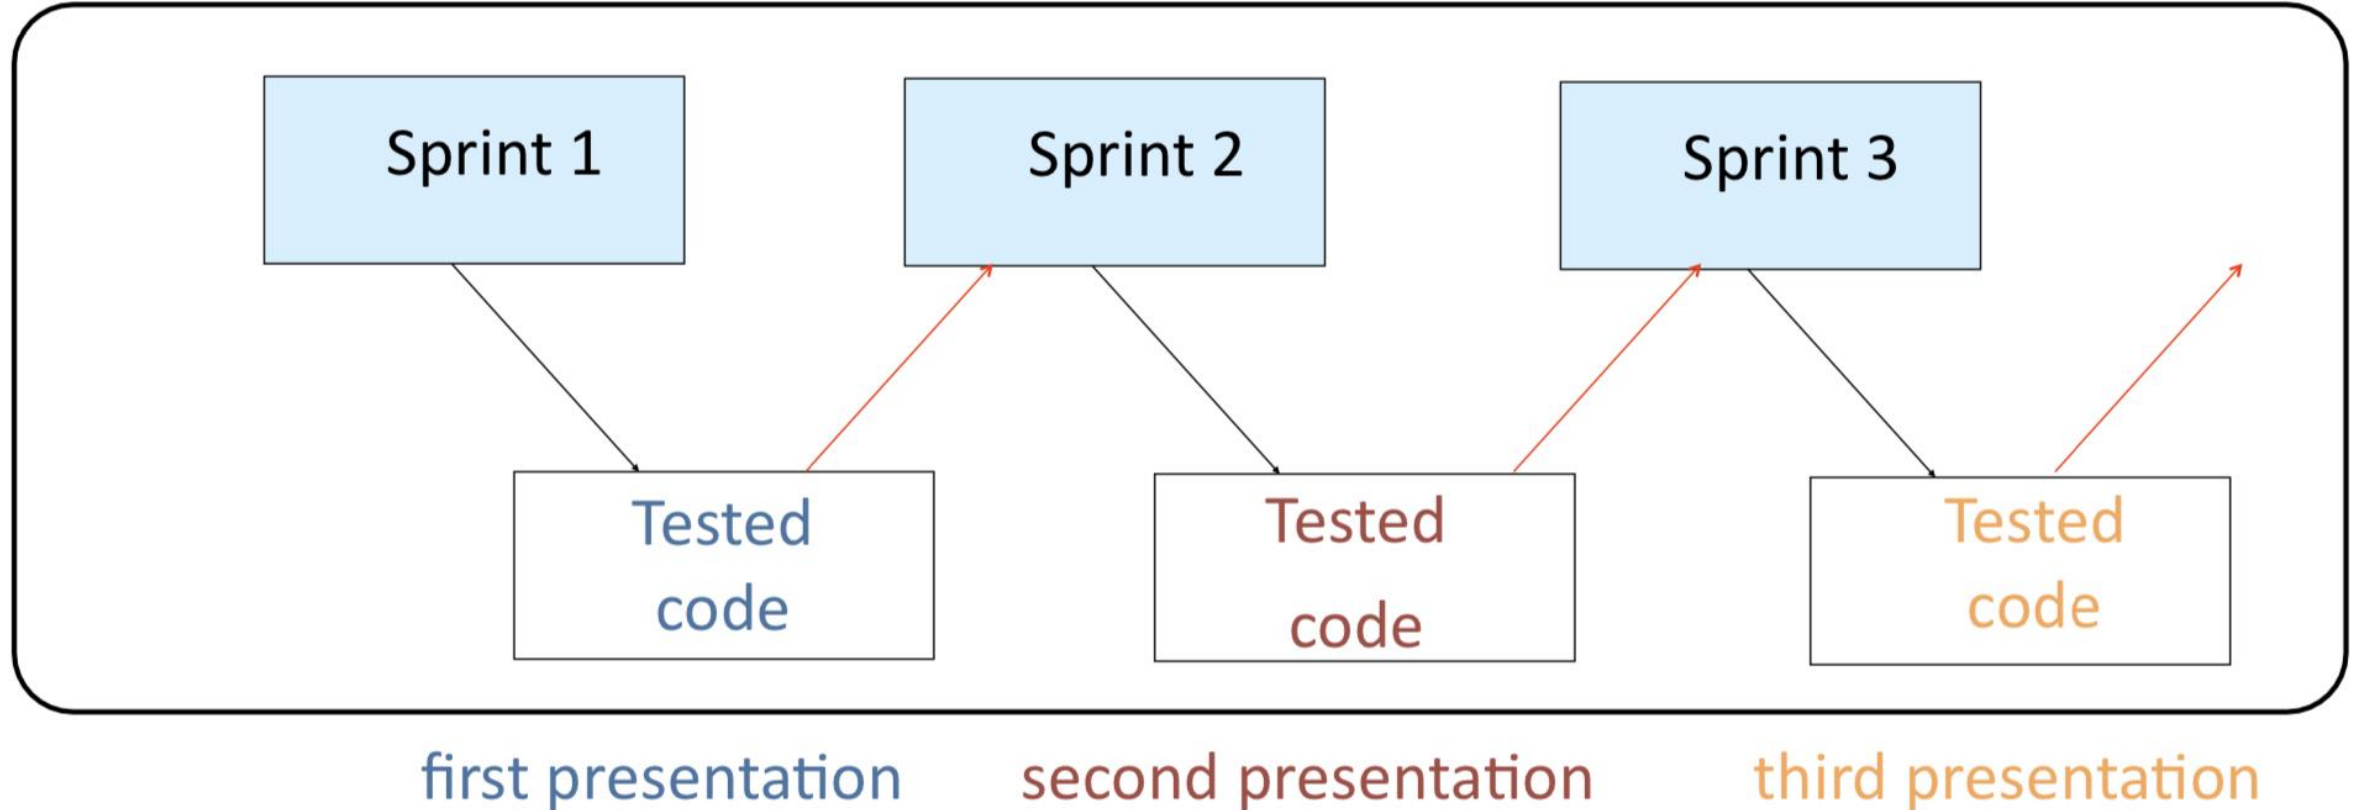 Sprint 1
Sprint 2
Sprint 3
Tested
code
Tested
code
Tested
code
first presentation
second presentation
third presentation